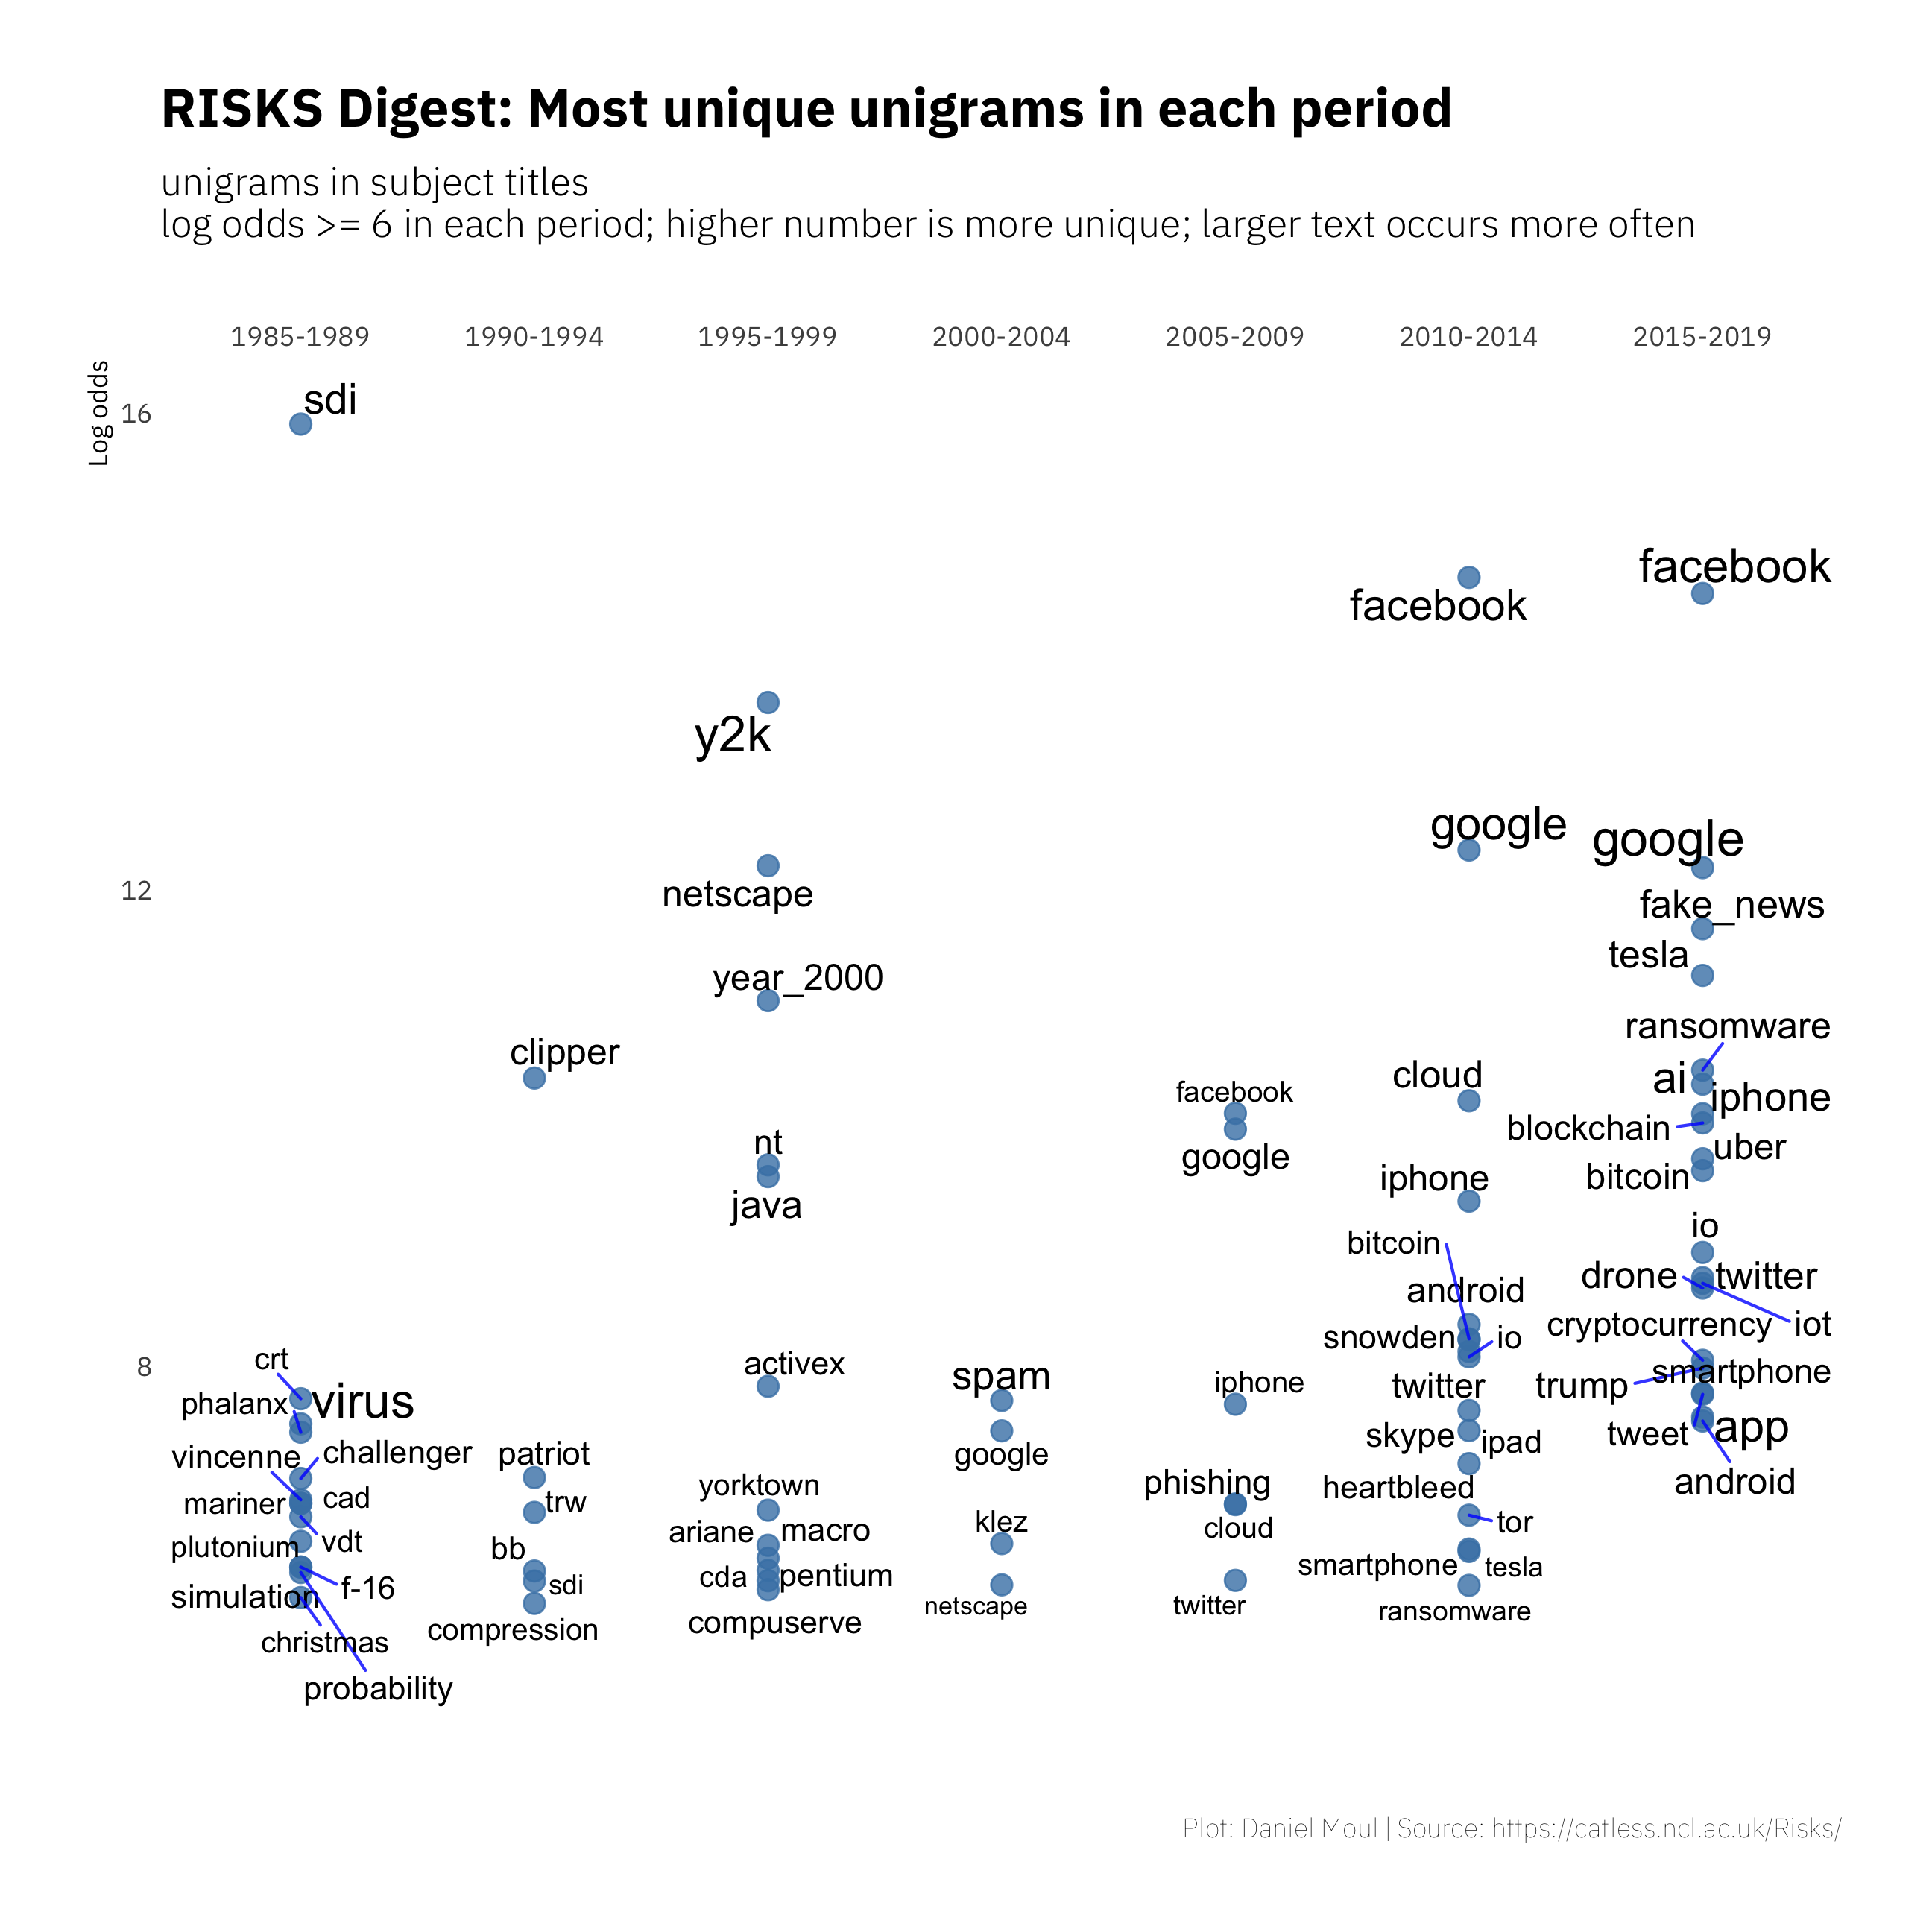 RISKS Digest: Most unique unigrams in each period
unigrams in subject titles
log odds >= 6 in each period; higher number is more unique; larger text occurs more often
1985-1989 1990-1994 1995-1999 2000-2004 2005-2009 2010-2014 2015-2019
Log odds
16
12
8
sdi
crt
phalanx
virus
vincenne
challenger
mariner
cad
vdt
plutonium
f-16
simulation
christmas
probability
clipper
patriot
trw
bb
sdi
compression
y2k
netscape
year_2000
nt
java
activex
yorktown
ariane
macro
cda
pentium
compuserve
spam
google
klez
netscape
facebook
google
iphone
phishing
cloud
twitter
facebook
google
cloud
iphone
bitcoin
android
snowden
io
twitter
skype
ipad
heartbleed
tor
smartphone
tesla
ransomware
facebook
google
fake_news
tesla
ransomware
ai
iphone
blockchain
uber
bitcoin
io
drone
twitter
cryptocurrency
iot
smartphone
trump
tweet
app
android
Plot: Daniel Moul | Source: https://catless.ncl.ac.uk/Risks/